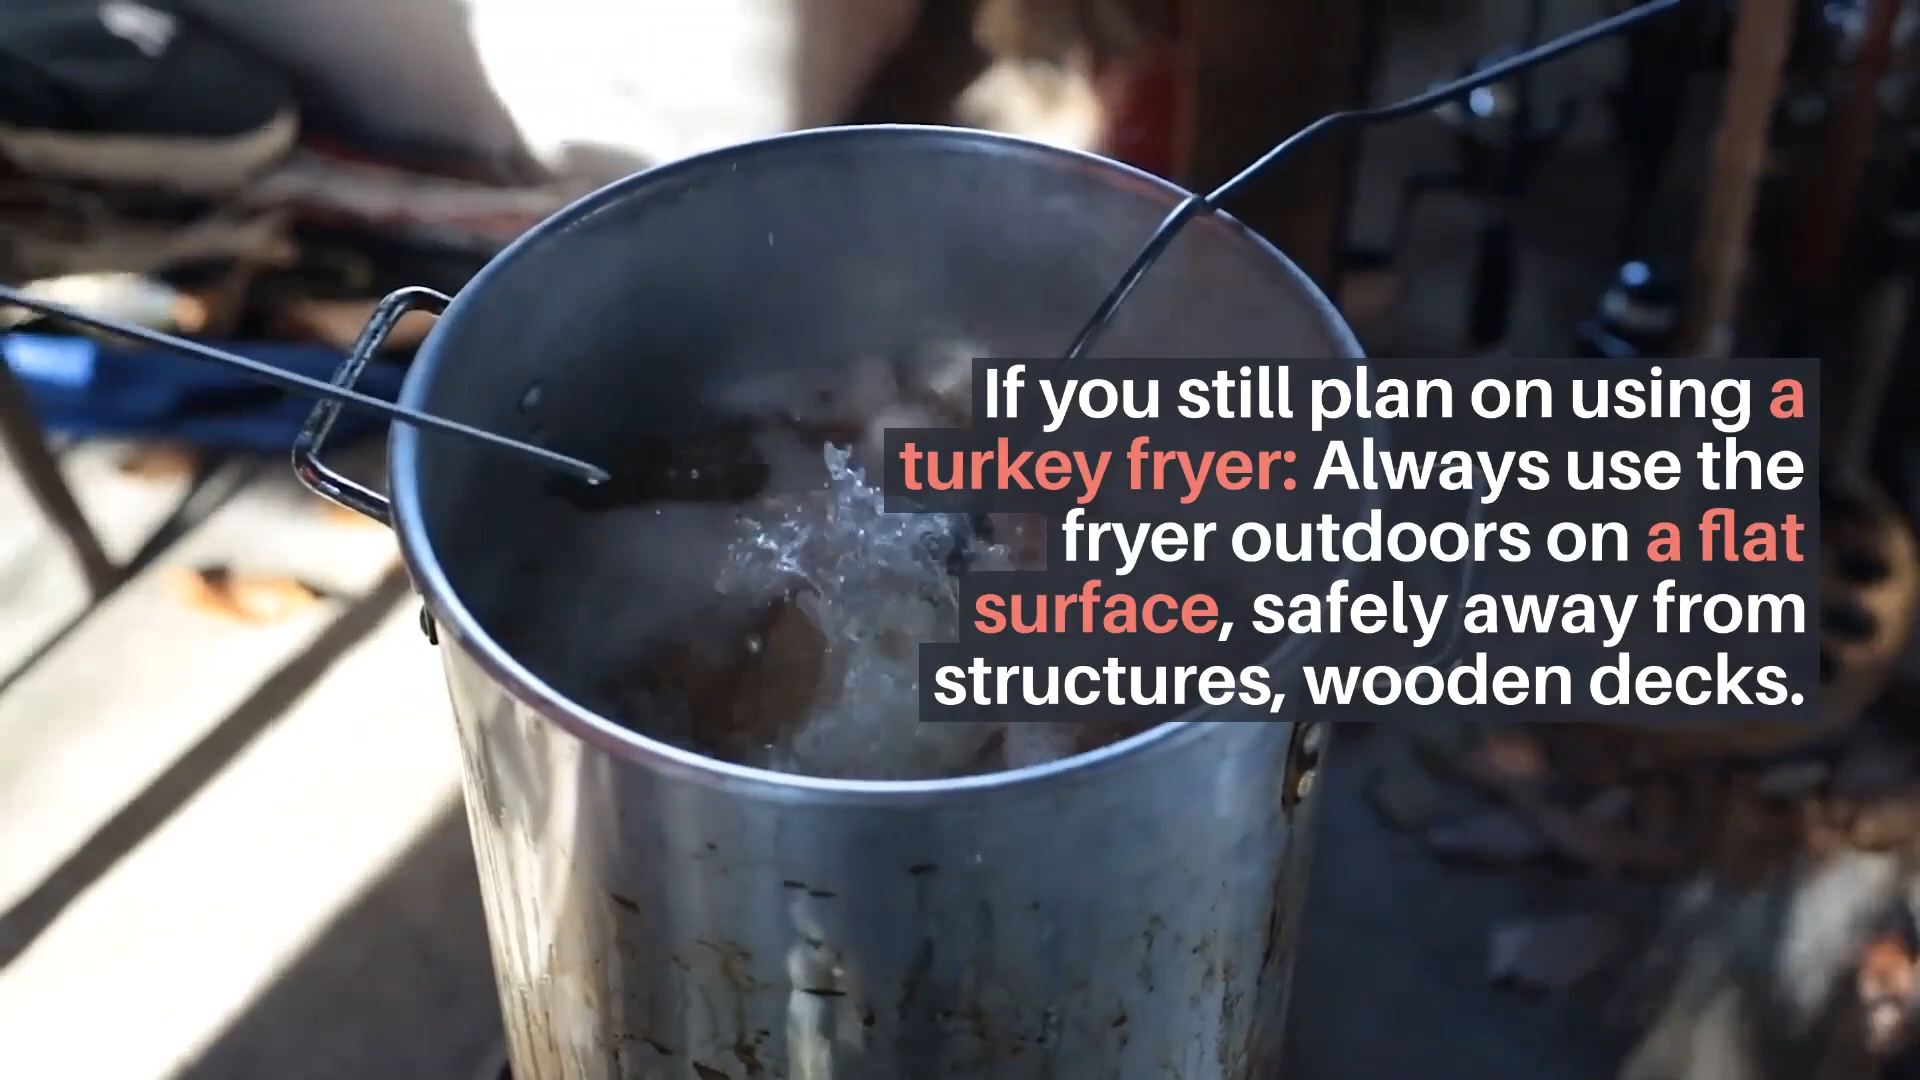 If you still plan on using a
turkey fryer: Always use the
fryer outdoors on a flat
surface, safely away from
structures, wooden decks.